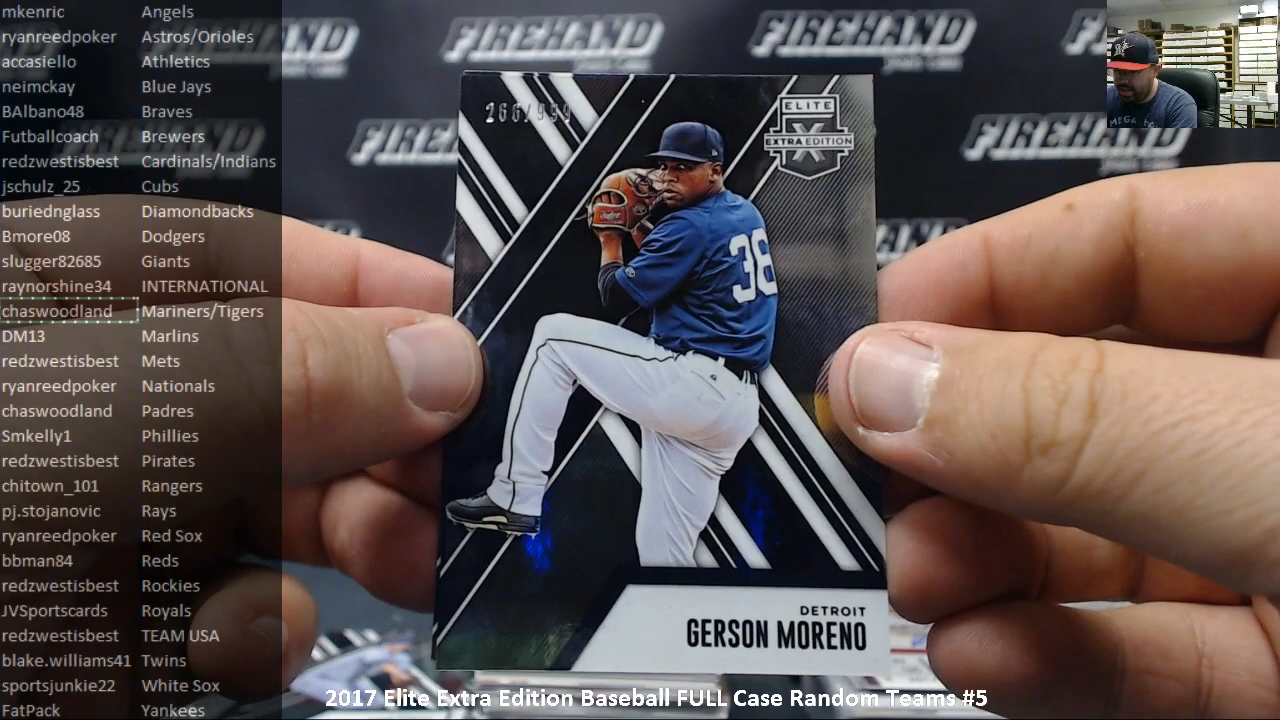 mkenric Angels
ryanreedpoker Astros/Orioles
accasiello Athletics
neimckay Blue Jays
BAlbano48 Braves
Futballcoach Brewers
redzwestisbest Cardinals/Indians
jschulz_25 Cubs
buriednglass Diamondbacks
Bmore08 Dodgers
slugger82685 Giants
raynorshine34 INTERNATIONAL
chaswoodland Mariners/Tigers
DM13 Marlins
redzwestisbest Mets
ryanreedpoker Nationals
chaswoodland Padres
Smkelly1 Phillies
redzwestisbest Pirates
chitown_101 Rangers
pj.stojanovic Rays
ryanreedpoker Red Sox
bbman84 Reds
redzwestisbest Rockies
JVSportscards Royals
redzwestisbest TEAM USA
blake.williams41 Twins
sportsjunkie22 White Sox
FatPack Yankees
FIREHAND
FIREHAND
FIREHAND
266/999
ELITE
X
EXTRA EDITION
38
DETROIT
GERSON MORENO
2017 Elite Extra Edition Baseball FULL Case Random Teams #5